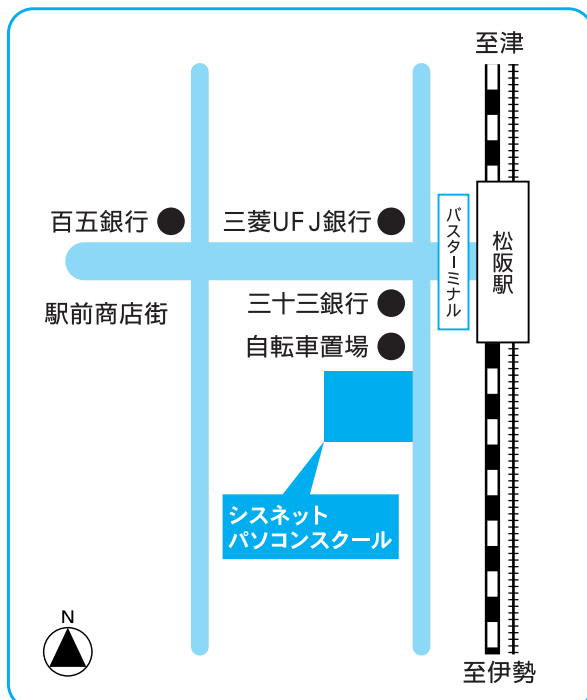 至津
百五銀行
三菱UFJ銀行
バスターミナル
松阪駅
駅前商店街
三十三銀行
自転車置場
シスネット
パソコンスクール
N
至伊勢